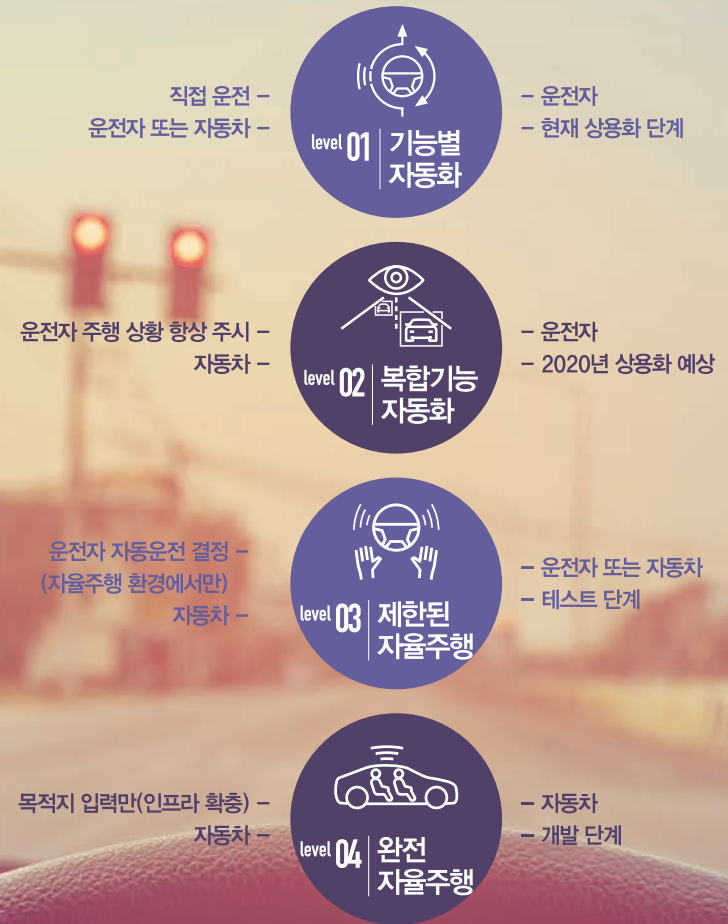 직접 운전 –
운전자 또는 자동차 –
level 01
기능별
자동화
– 운전자
– 현재 상용화 단계
운전자 주행 상황 항상 주시 –
자동차 –
level 02
복합기능
자동화
– 운전자
– 2020년 상용화 예상
운전자 자동운전 결정 –
(자율주행 환경에서만)
자동차 –
level 03
제한된
자율주행
– 운전자 또는 자동차
– 테스트 단계
목적지 입력만(인프라 확충) –
자동차 –
level 04
완전
자율주행
– 자동차
– 개발 단계